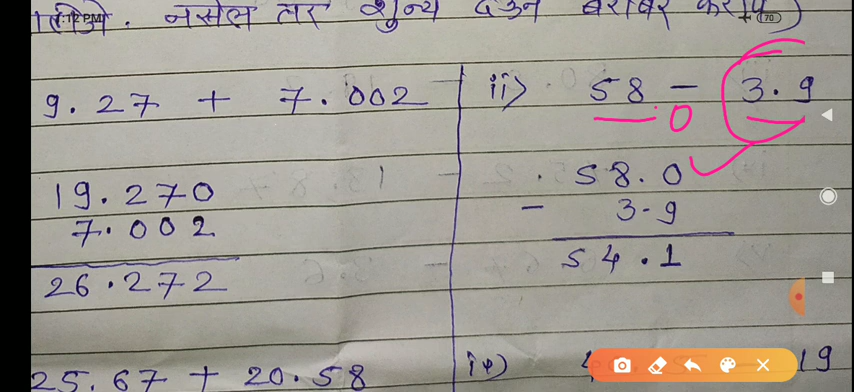 नसेल तर शून्य देऊन बराबर करावे)
9.27 + 7.002
19.270
7.002
26.272
25.67 + 20.58
ii) 58 - 3.9
0
58.0
- 3.9
54.1
iv)
19